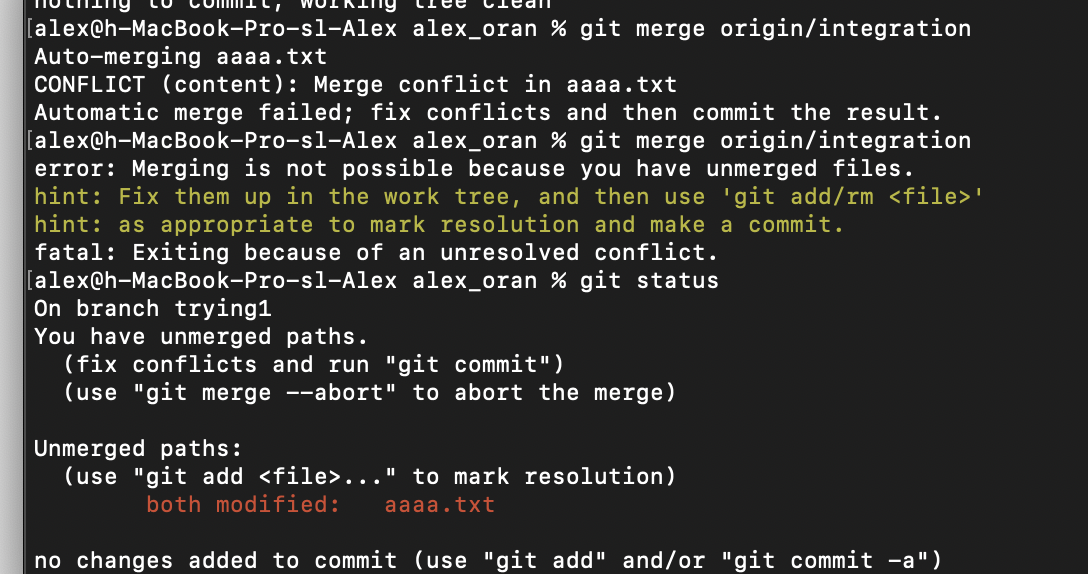 nothing to commit, working tree clean
[alex@h-MacBook-Pro-sl-Alex alex_oran % git merge origin/integration
Auto-merging aaaa.txt
CONFLICT (content): Merge conflict in aaaa.txt
Automatic merge failed; fix conflicts and then commit the result.
[alex@h-MacBook-Pro-sl-Alex alex_oran % git merge origin/integration
error: Merging is not possible because you have unmerged files.
hint: Fix them up in the work tree, and then use 'git add/rm <file>'
hint: as appropriate to mark resolution and make a commit.
fatal: Exiting because of an unresolved conflict.
[alex@h-MacBook-Pro-sl-Alex alex_oran % git status
On branch trying1
You have unmerged paths.
  (fix conflicts and run "git commit")
  (use "git merge --abort" to abort the merge)

Unmerged paths:
  (use "git add <file>..." to mark resolution)
        both modified:   aaaa.txt

no changes added to commit (use "git add" and/or "git commit -a")